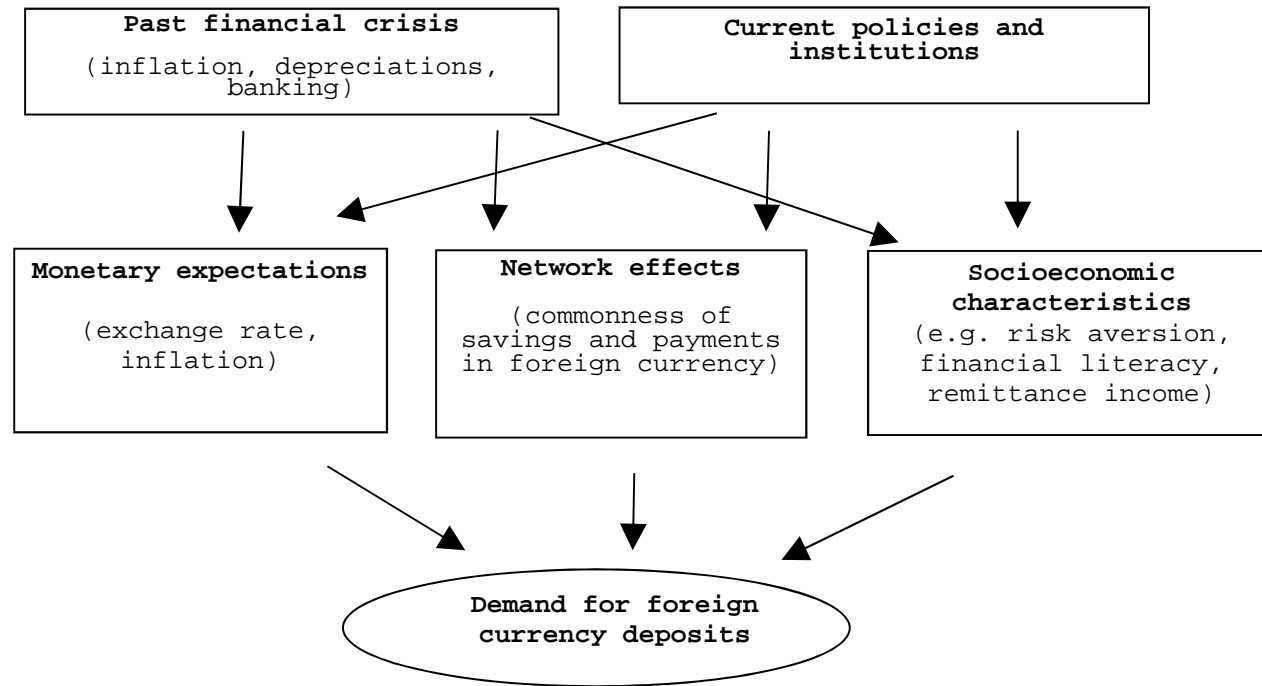 Past financial crisis
(inflation, depreciations,
banking)
Current policies and
institutions
Monetary expectations
(exchange rate,
inflation)
Network effects
(commonness of
savings and payments
in foreign currency)
Socioeconomic
characteristics
(e.g. risk aversion,
financial literacy,
remittance income)
Demand for foreign
currency deposits